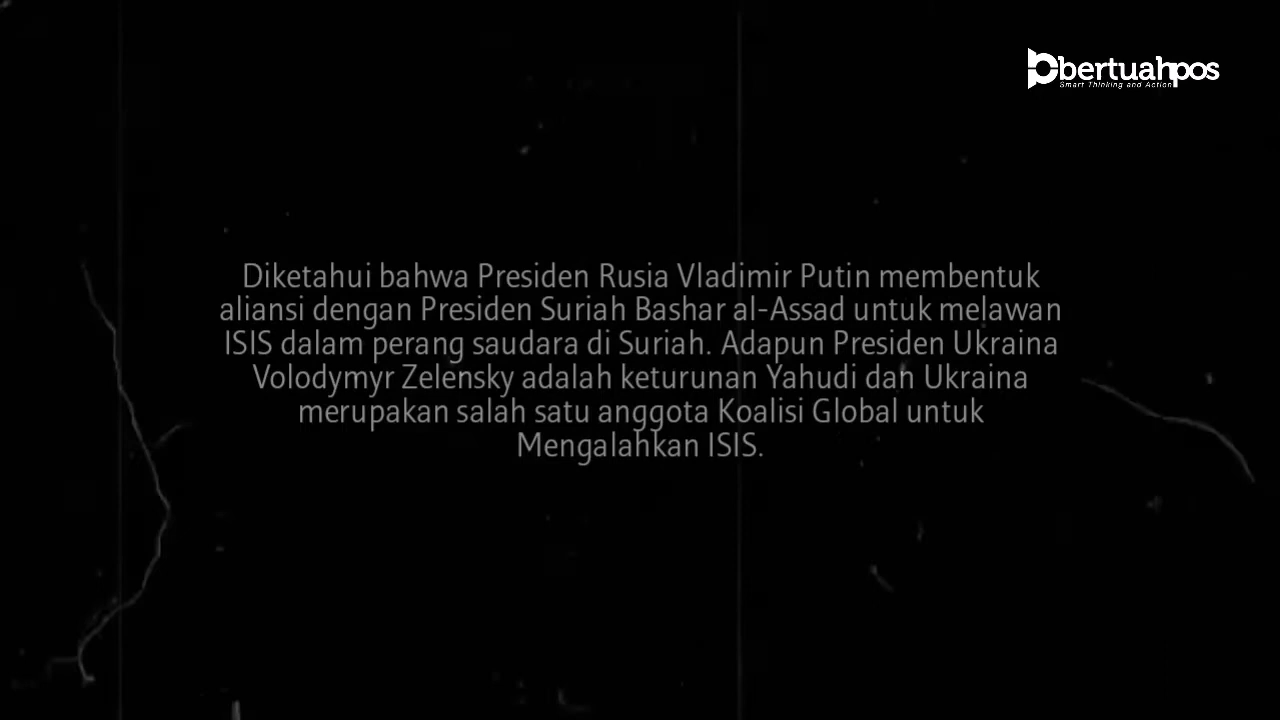 bertuahpos
Smart Thinking and Action
Diketahui bahwa Presiden Rusia Vladimir Putin membentuk
aliansi dengan Presiden Suriah Bashar al-Assad untuk melawan
ISIS dalam perang saudara di Suriah. Adapun Presiden Ukraina
Volodymyr Zelensky adalah keturunan Yahudi dan Ukraina
merupakan salah satu anggota Koalisi Global untuk
Mengalahkan ISIS.